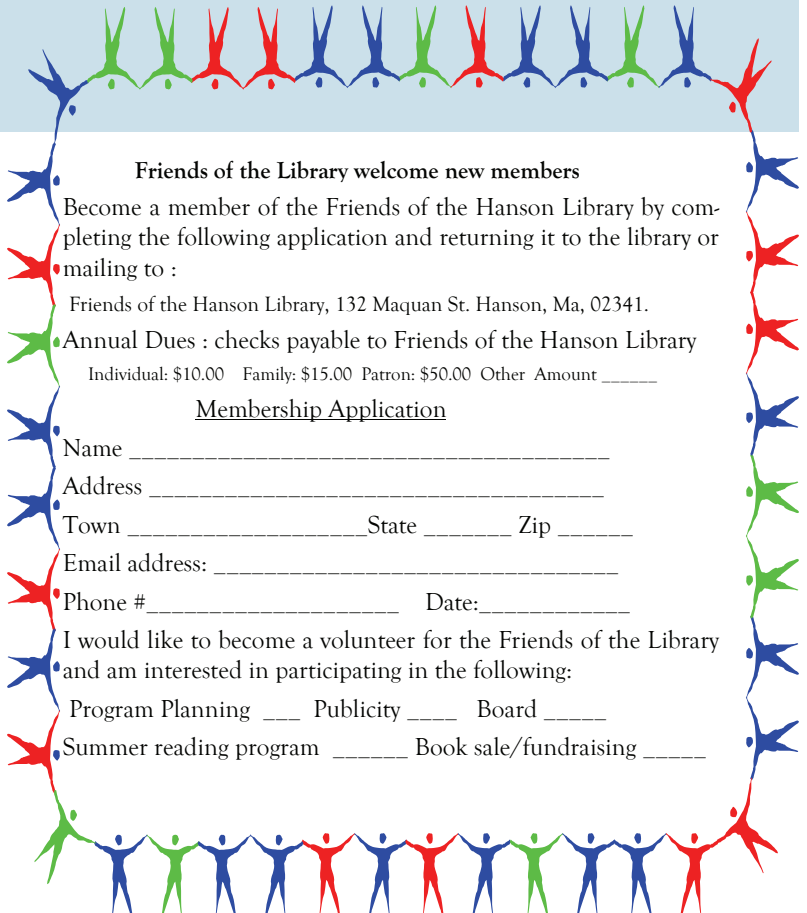 Friends of the Library welcome new members
Become a member of the Friends of the Hanson Library by com-
pleting the following application and returning it to the library or
mailing to :
Friends of the Hanson Library, 132 Maquan St. Hanson, Ma, 02341.
Annual Dues : checks payable to Friends of the Hanson Library
Individual: $10.00 Family: $15.00 Patron: $50.00 Other Amount ______
Membership Application
Name ______________________________________
Address ____________________________________
Town ___________________State _______ Zip ______
Email address: ________________________________
Phone #____________________ Date:____________
I would like to become a volunteer for the Friends of the Library
and am interested in participating in the following:
Program Planning ___ Publicity ____ Board _____
Summer reading program ______ Book sale/fundraising _____